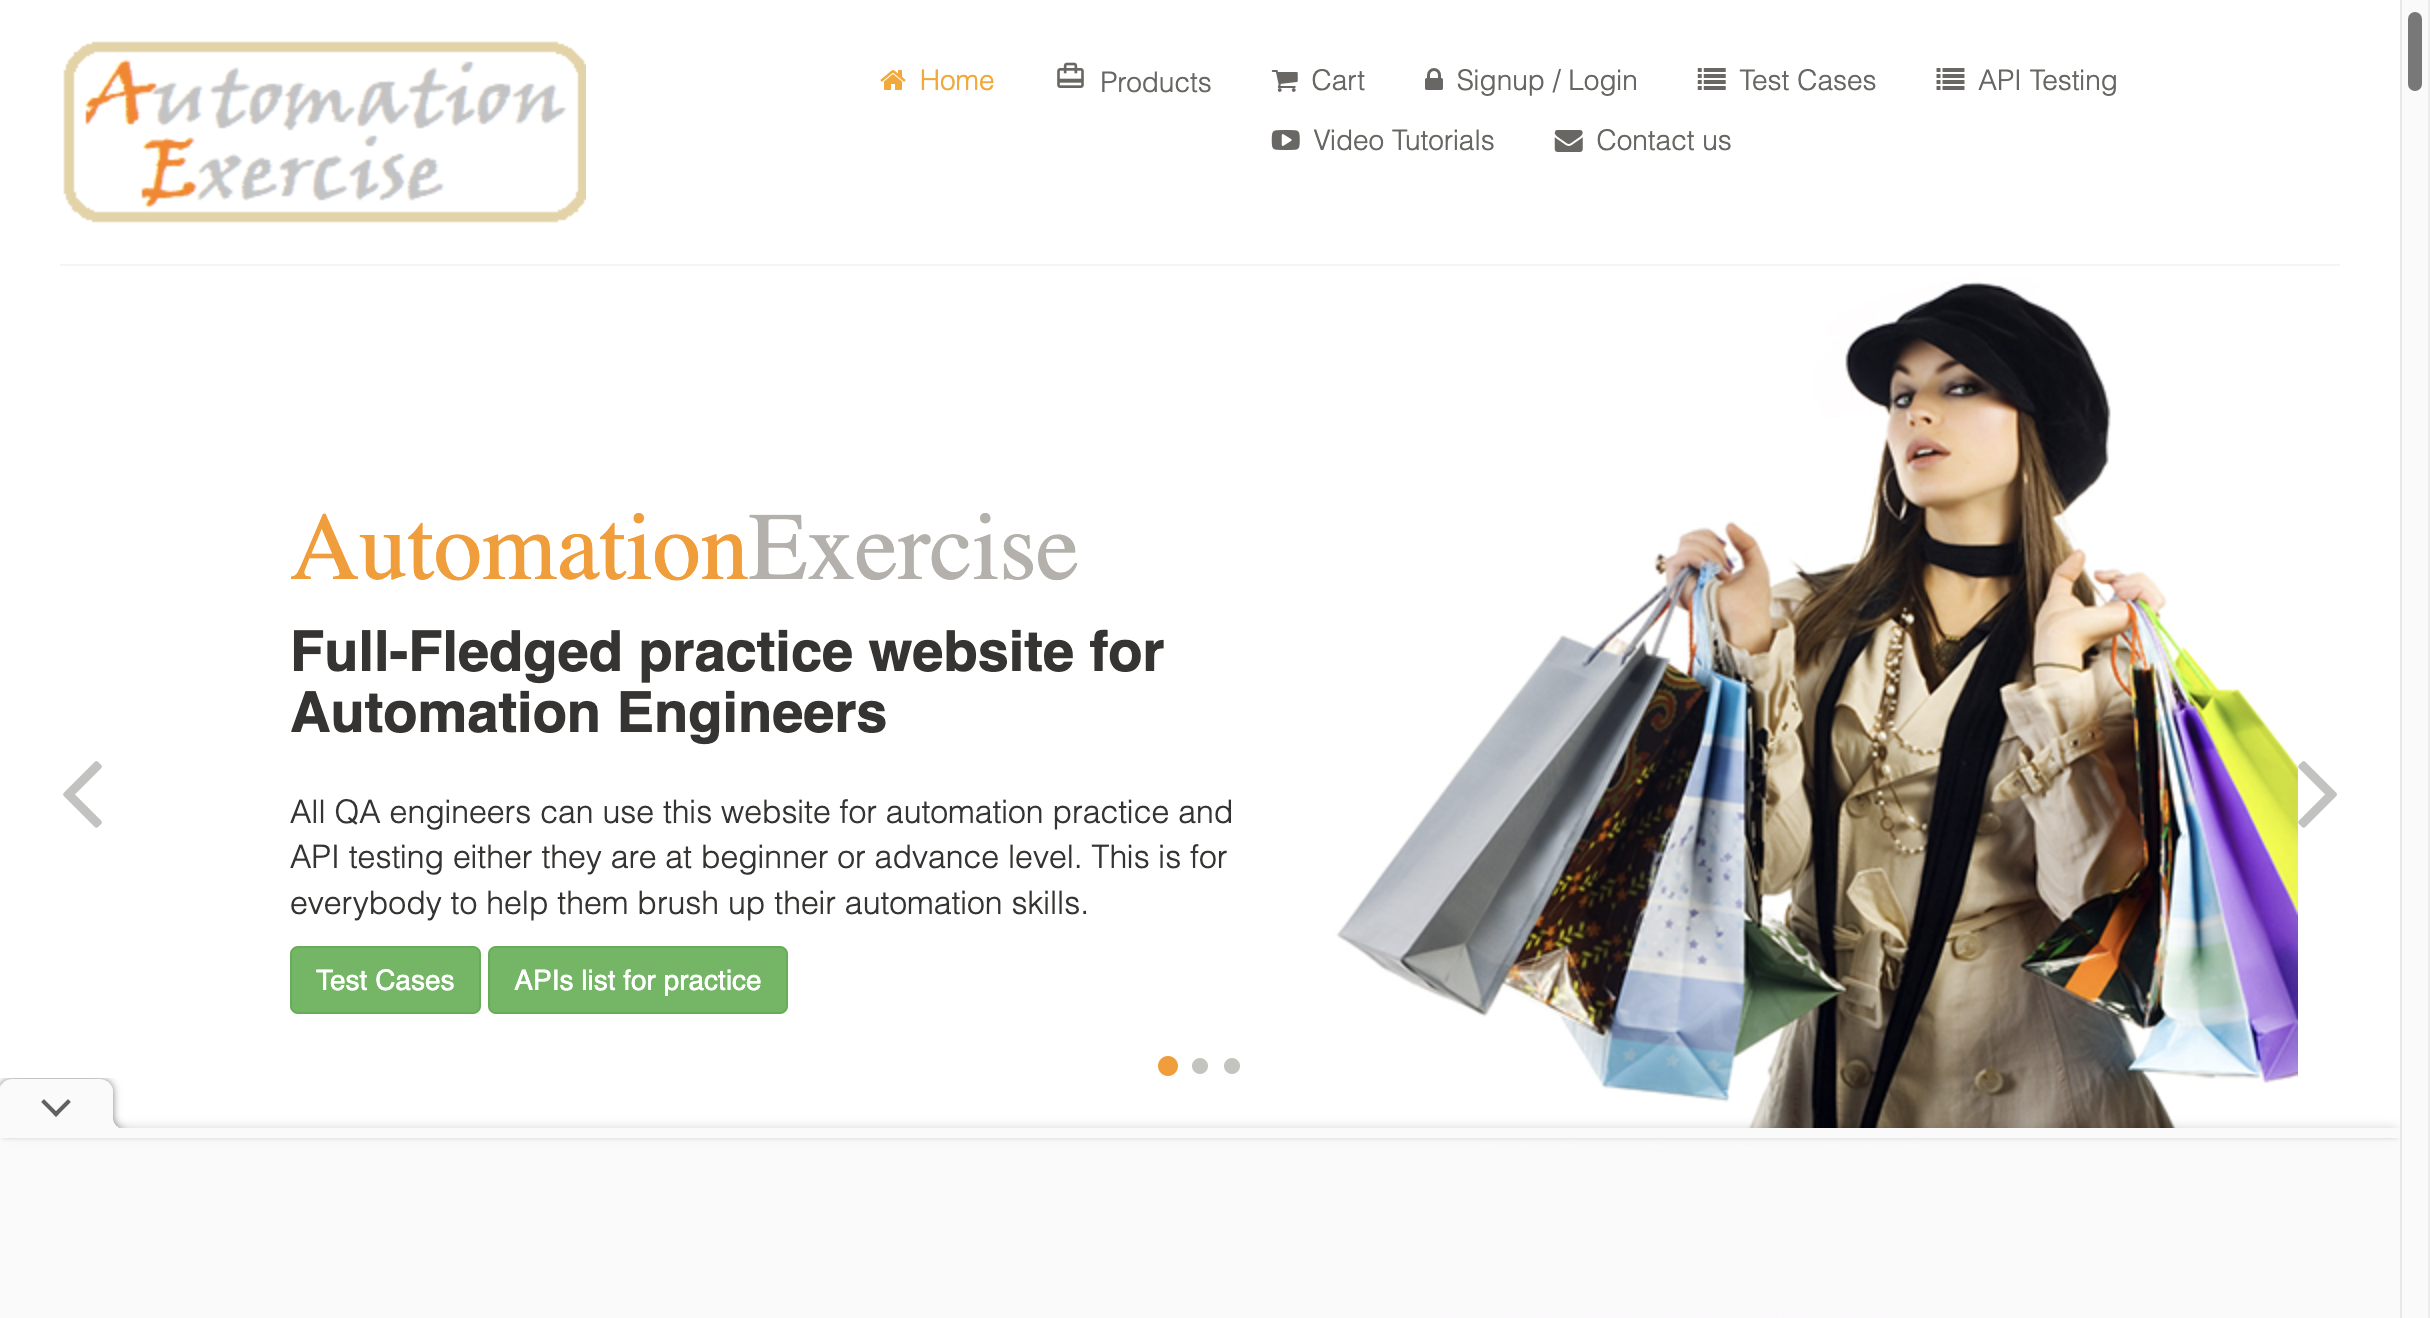 Automation
Exercise
Home
Products
Cart
Signup / Login
Test Cases
API Testing
Video Tutorials
Contact us
AutomationExercise
Full-Fledged practice website for
Automation Engineers
All QA engineers can use this website for automation practice and
API testing either they are at beginner or advance level. This is for
everybody to help them brush up their automation skills.
Test Cases
APIs list for practice